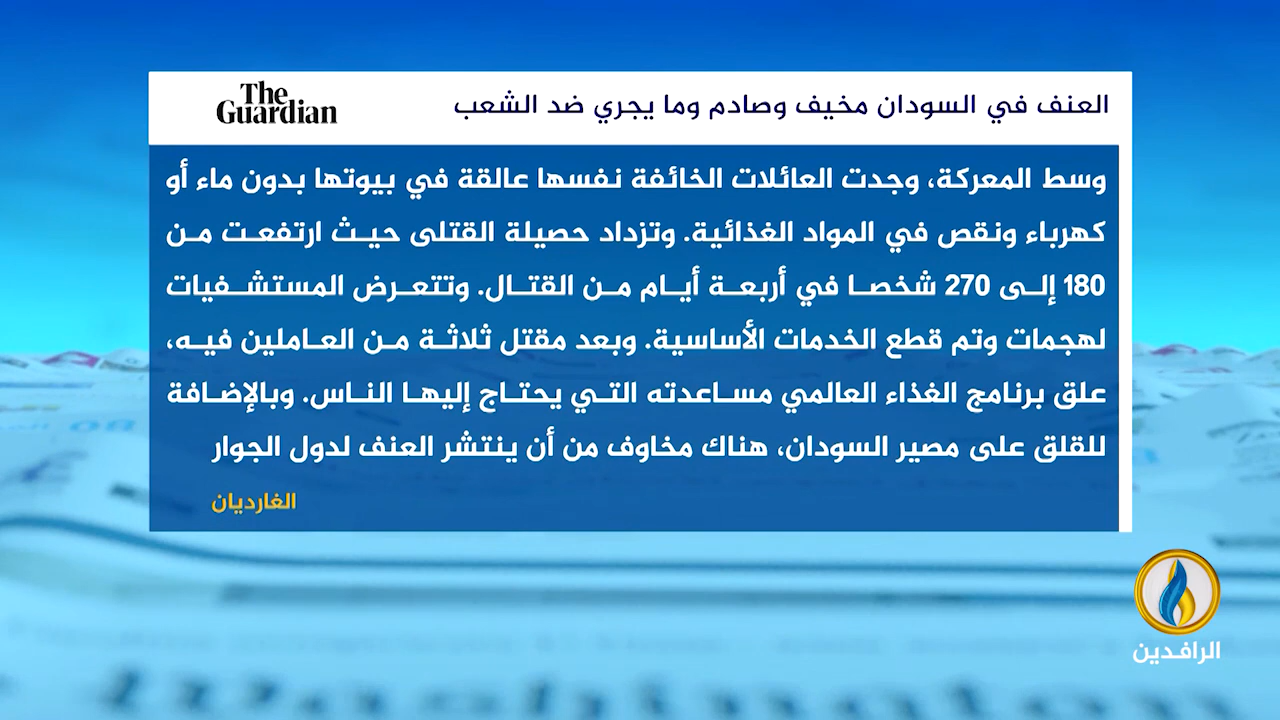 The
Guardian
العنف في السودان مخيف وصادم وما يجري ضد الشعب
وسط المعركة، وجدت العائلات الخائفة نفسها عالقة في بيوتها بدون ماء أو
كهرباء ونقص في المواد الغذائية. وتزداد حصيلة القتلى حيث ارتفعت من
180 إلى 270 شخصا في أربعة أيام من القتال. وتتعرض المستشفيات
لهجمات وتم قطع الخدمات الأساسية. وبعد مقتل ثلاثة من العاملين فيه،
علق برنامج الغذاء العالمي مساعدته التي يحتاج إليها الناس. وبالإضافة
للقلق على مصير السودان، هناك مخاوف من أن ينتشر العنف لدول الجوار
الغارديان
الرافدين